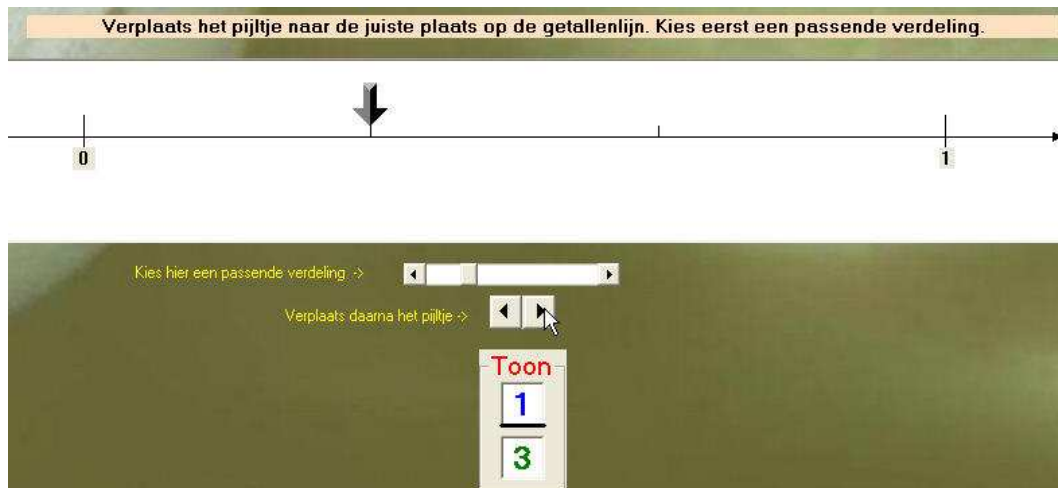 Verplaats het pijltje naar de juiste plaats op de getallenlijn. Kies eerst een passende verdeling.
0 1
Kies hier een passende verdeling ->
Verplaats daarna het pijltje ->
Toon
1
3